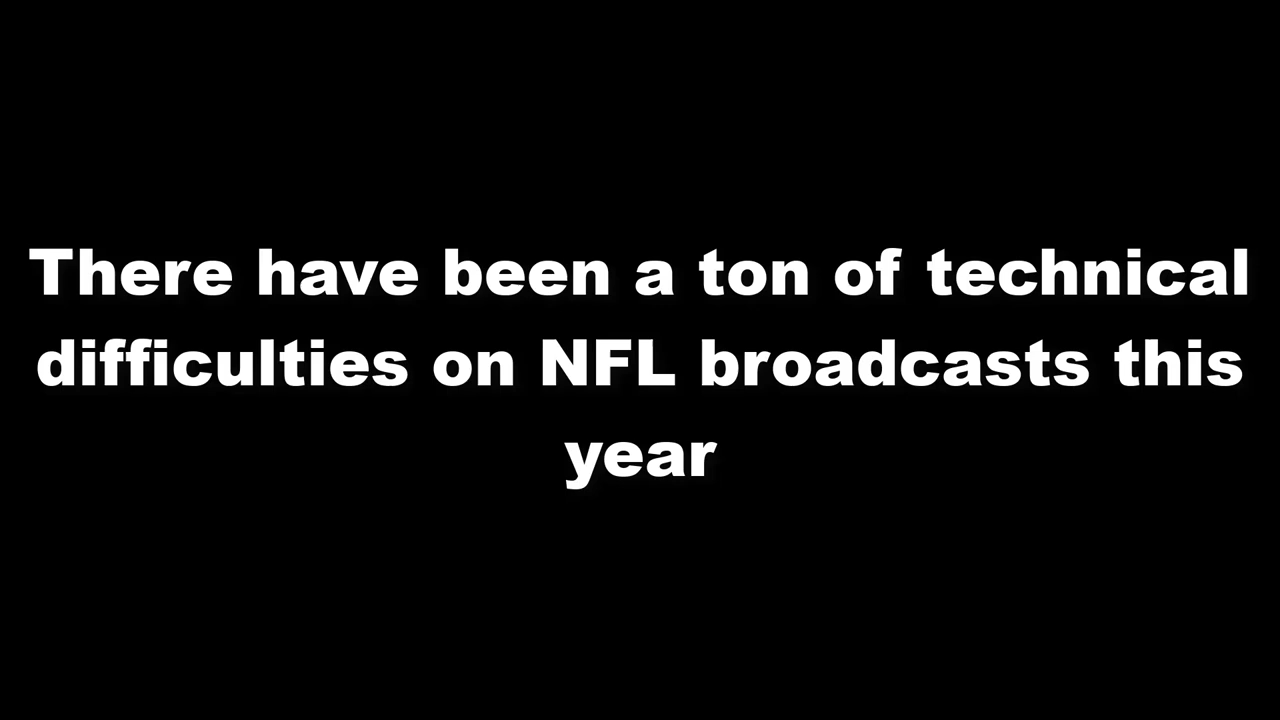 There have been a ton of technical
difficulties on NFL broadcasts this
year